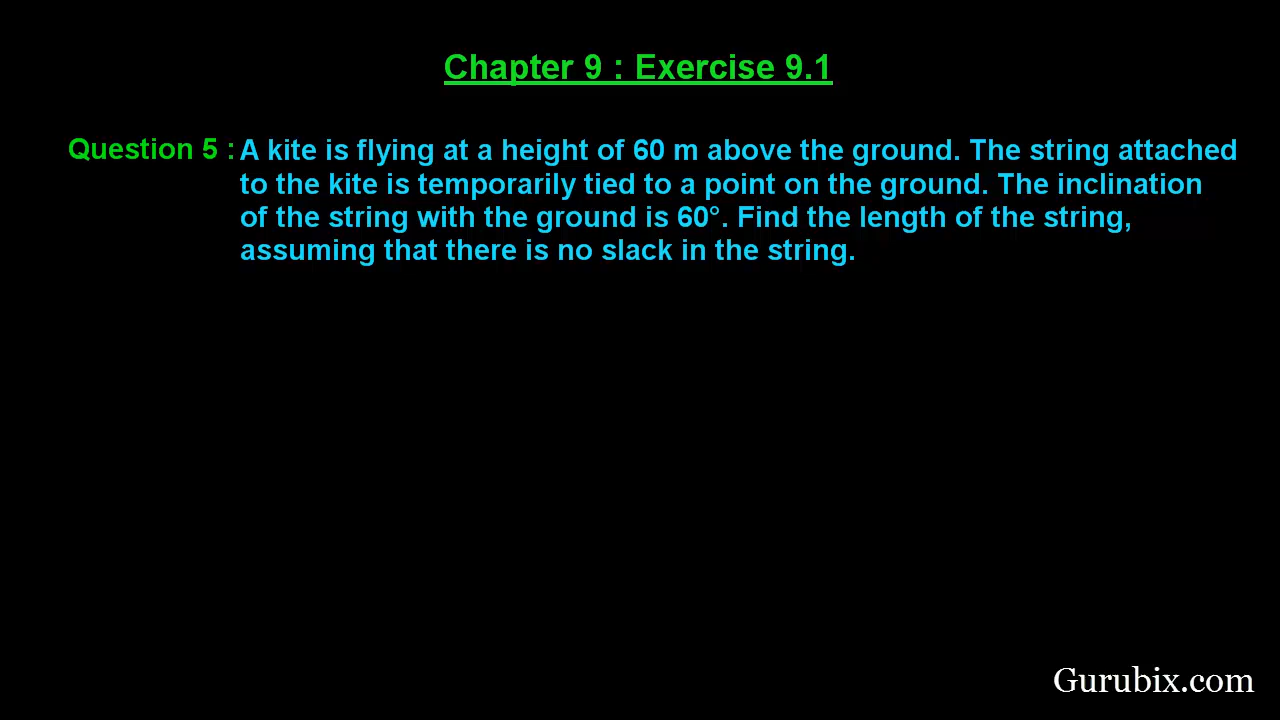 Chapter 9 : Exercise 9.1
Question 5 : A kite is flying at a height of 60 m above the ground. The string attached
to the kite is temporarily tied to a point on the ground. The inclination
of the string with the ground is 60°. Find the length of the string,
assuming that there is no slack in the string.
Gurubix.com